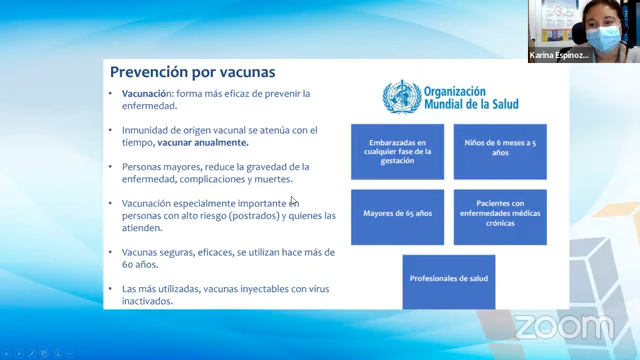 Karina Espinoz...
Prevención por vacunas
Vacunación: forma más eficaz de prevenir la
enfermedad.
Inmunidad de origen vacunal se atenúa con el
tiempo, vacunar anualmente.
Personas mayores, reduce la gravedad de la
enfermedad, complicaciones y muertes.
Vacunación especialmente importante en
personas con alto riesgo (postrados) y quienes las
atienden.
Vacunas seguras, eficaces, se utilizan hace más de
60 años.
Las más utilizadas, vacunas inyectables con virus
inactivados.
Organización
Mundial de la Salud
Embarazadas en
cualquier fase de la
gestación
Niños de 6 meses a 5
años
Mayores de 65 años
Pacientes con
enfermedades médicas
crónicas
Profesionales de salud
zoom